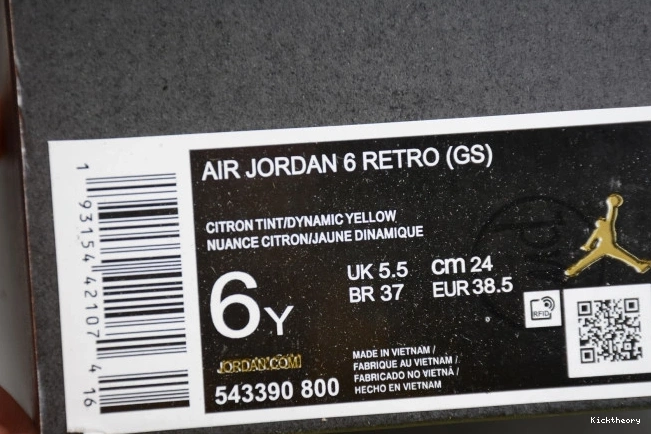 AIR JORDAN 6 RETRO (GS)
CITRON TINT/DYNAMIC YELLOW
NUANCE CITRON/JAUNE DINAMIQUE
6Y
UK 5.5 cm 24
BR 37 EUR 38.5
RFID
JORDAN.COM
543390 800
MADE IN VIETNAM /
FABRIQUE AU VIETNAM /
FABRICADO NO VIETNÃ /
HECHO EN VIETNAM
1 93154 42107 4 16
Kicktheory